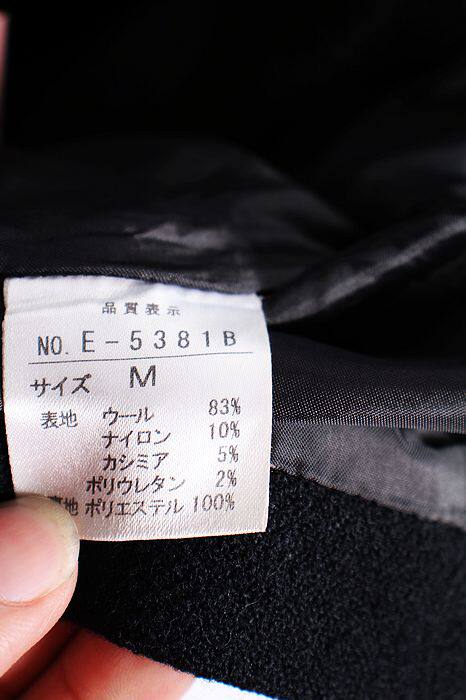 品質表示
NO. E-5381B
サイズ M
表地 ウール 83%
ナイロン 10%
カシミア 5%
ポリウレタン 2%
地 ポリエステル 100%